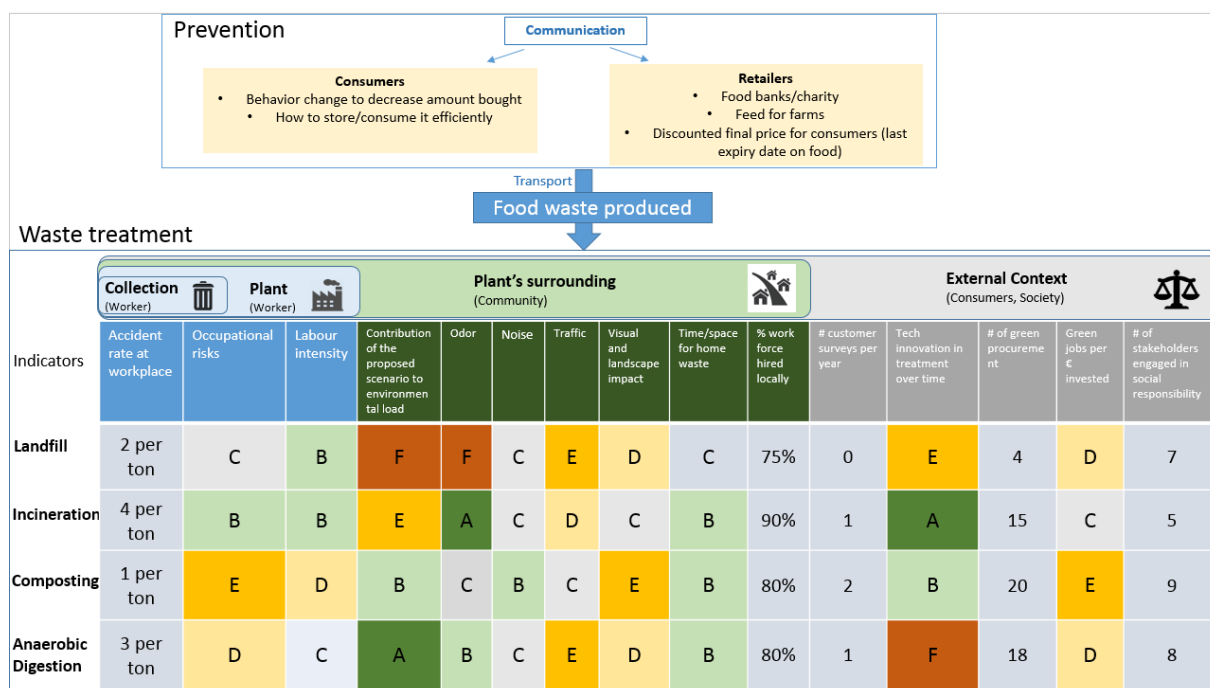 Prevention
Communication
Consumers
• Behavior change to decrease amount bought
• How to store/consume it efficiently
Retailers
• Food banks/charity
• Feed for farms
• Discounted final price for consumers (last
expiry date on food)
Transport
Food waste produced
Waste treatment
Collection
(Worker)
Plant
(Worker)
Plant's surrounding
(Community)
External Context
(Consumers, Society)
Indicators
Accident
rate at
workplace
Occupational
risks
Labour
intensity
Contribution
of the
proposed
scenario to
environmen
tal load
Odor
Noise
Traffic
Visual
and
landscape
impact
Time/space
for home
waste
% work
force
hired
locally
# customer
surveys per
year
Tech
innovation in
treatment
over time
# of green
procureme
nt
Green
jobs per
€
invested
# of
stakeholders
engaged in
social
responsibility
Landfill
2 per
ton
C
B
F
F
C
E
D
C
75%
0
E
4
D
7
Incineration
4 per
ton
B
B
E
A
C
D
C
B
90%
1
A
15
C
5
Composting
1 per
ton
E
D
B
C
B
C
E
B
80%
2
B
20
E
9
Anaerobic
Digestion
3 per
ton
D
C
A
B
C
E
D
B
80%
1
F
18
D
8